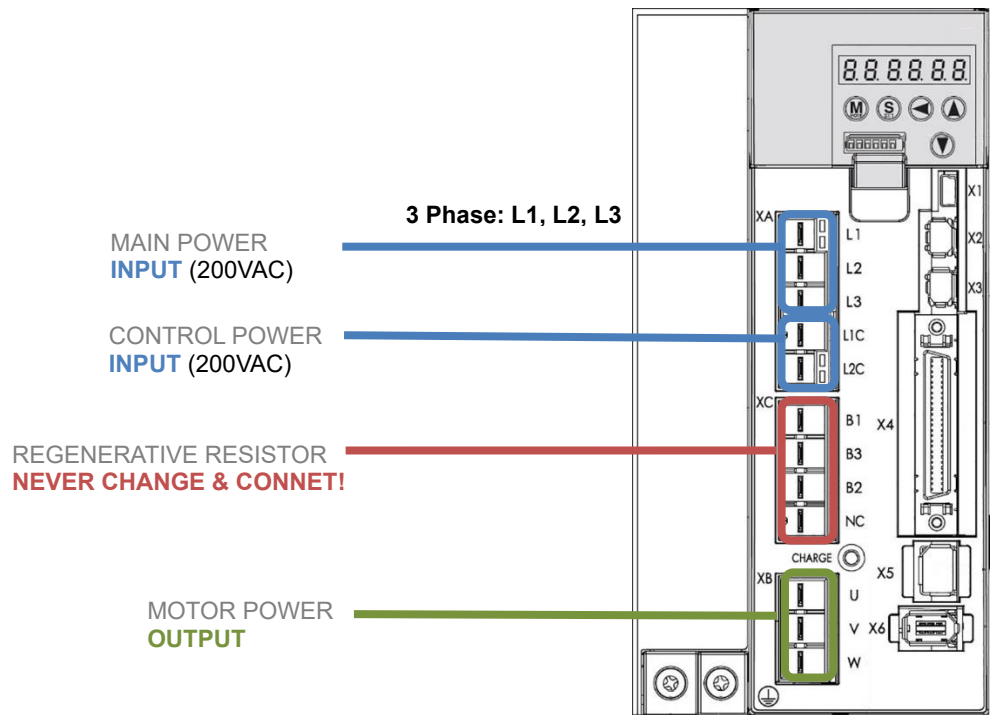 8.8.8.8.8.8.
M
S
X1
3 Phase: L1, L2, L3
XA
L1
X2
MAIN POWER
INPUT (200VAC)
L2
X3
L3
CONTROL POWER
INPUT (200VAC)
L1C
L2C
XC
B1
X4
REGENERATIVE RESISTOR
NEVER CHANGE & CONNET!
B3
B2
NC
CHARGE
X5
XB
U
MOTOR POWER
OUTPUT
V
X6
W